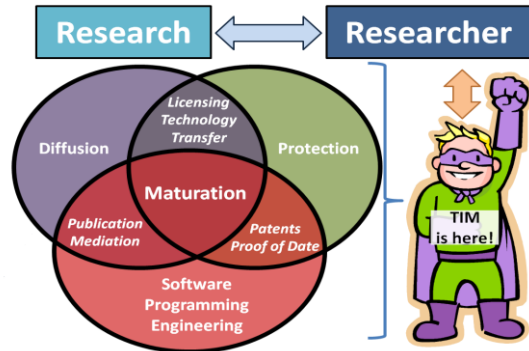 Research
Researcher
Licensing
Technology
Transfer
Diffusion
Protection
Maturation
Publication
Mediation
Patents
Proof of Date
Software
Programming
Engineering
TIM
is here!